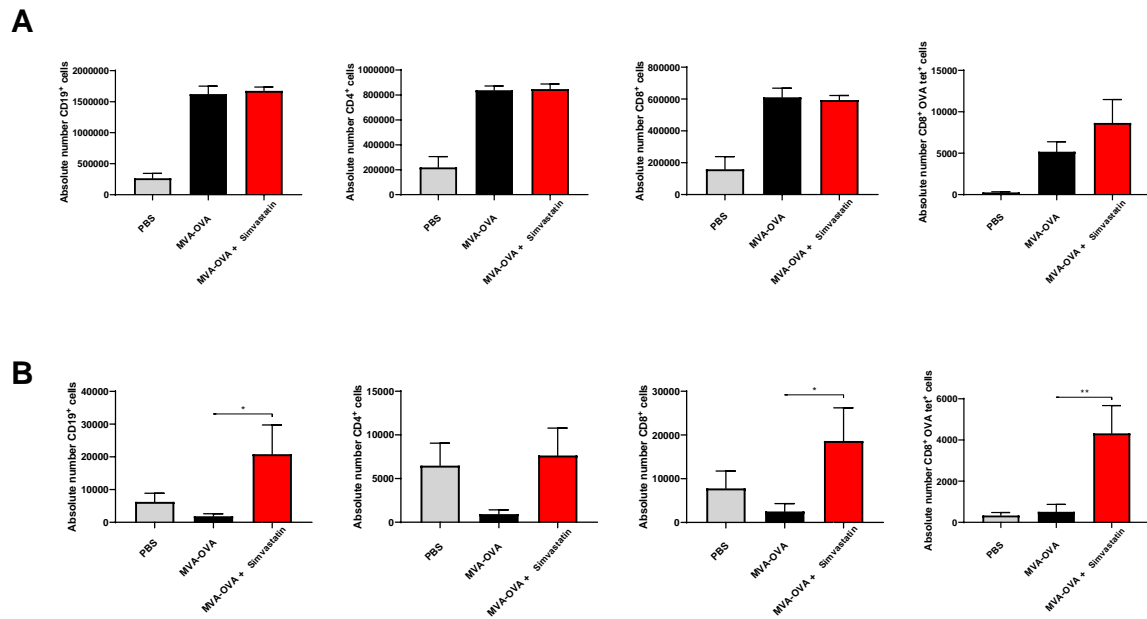 A
Absolute number CD19⁺ cells
2000000
1500000
1000000
500000
0
PBS
MVA-OVA
MVA-OVA + Simvastatin
Absolute number CD4⁺ cells
1000000
800000
600000
400000
200000
0
PBS
MVA-OVA
MVA-OVA + Simvastatin
Absolute number CD8⁺ cells
800000
600000
400000
200000
0
PBS
MVA-OVA
MVA-OVA + Simvastatin
Absolute number CD8⁺ OVA tet⁺ cells
15000
10000
5000
0
PBS
MVA-OVA
MVA-OVA + Simvastatin
B
Absolute number CD19⁺ cells
40000
30000
20000
10000
0
*
PBS
MVA-OVA
MVA-OVA + Simvastatin
Absolute number CD4⁺ cells
15000
10000
5000
0
PBS
MVA-OVA
MVA-OVA + Simvastatin
Absolute number CD8⁺ cells
30000
20000
10000
0
*
PBS
MVA-OVA
MVA-OVA + Simvastatin
Absolute number CD8⁺ OVA tet⁺ cells
6000
4000
2000
0
**
PBS
MVA-OVA
MVA-OVA + Simvastatin